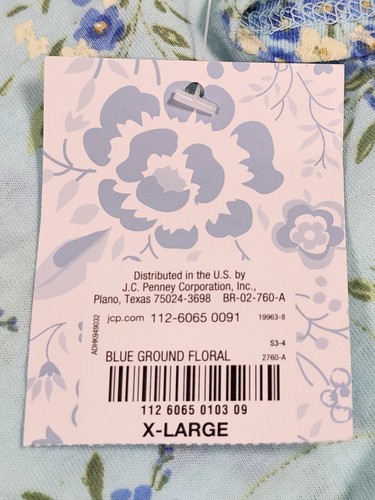 Distributed in the U.S. by
J.C. Penney Corporation, Inc.,
Plano, Texas 75024-3698 BR-02-760-A
jcp.com 112-6065 0091 19963-8
ADHK949032
S3-4
BLUE GROUND FLORAL 2760-A
112 6065 0103 09
X-LARGE